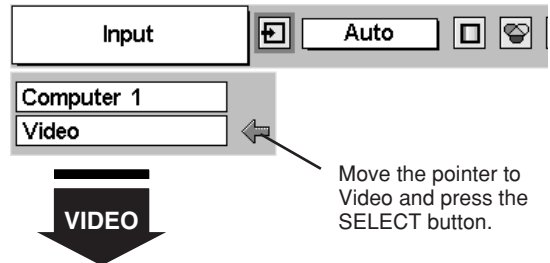 Input
Auto
Computer 1
Video
Move the pointer to
Video and press the
SELECT button.
VIDEO